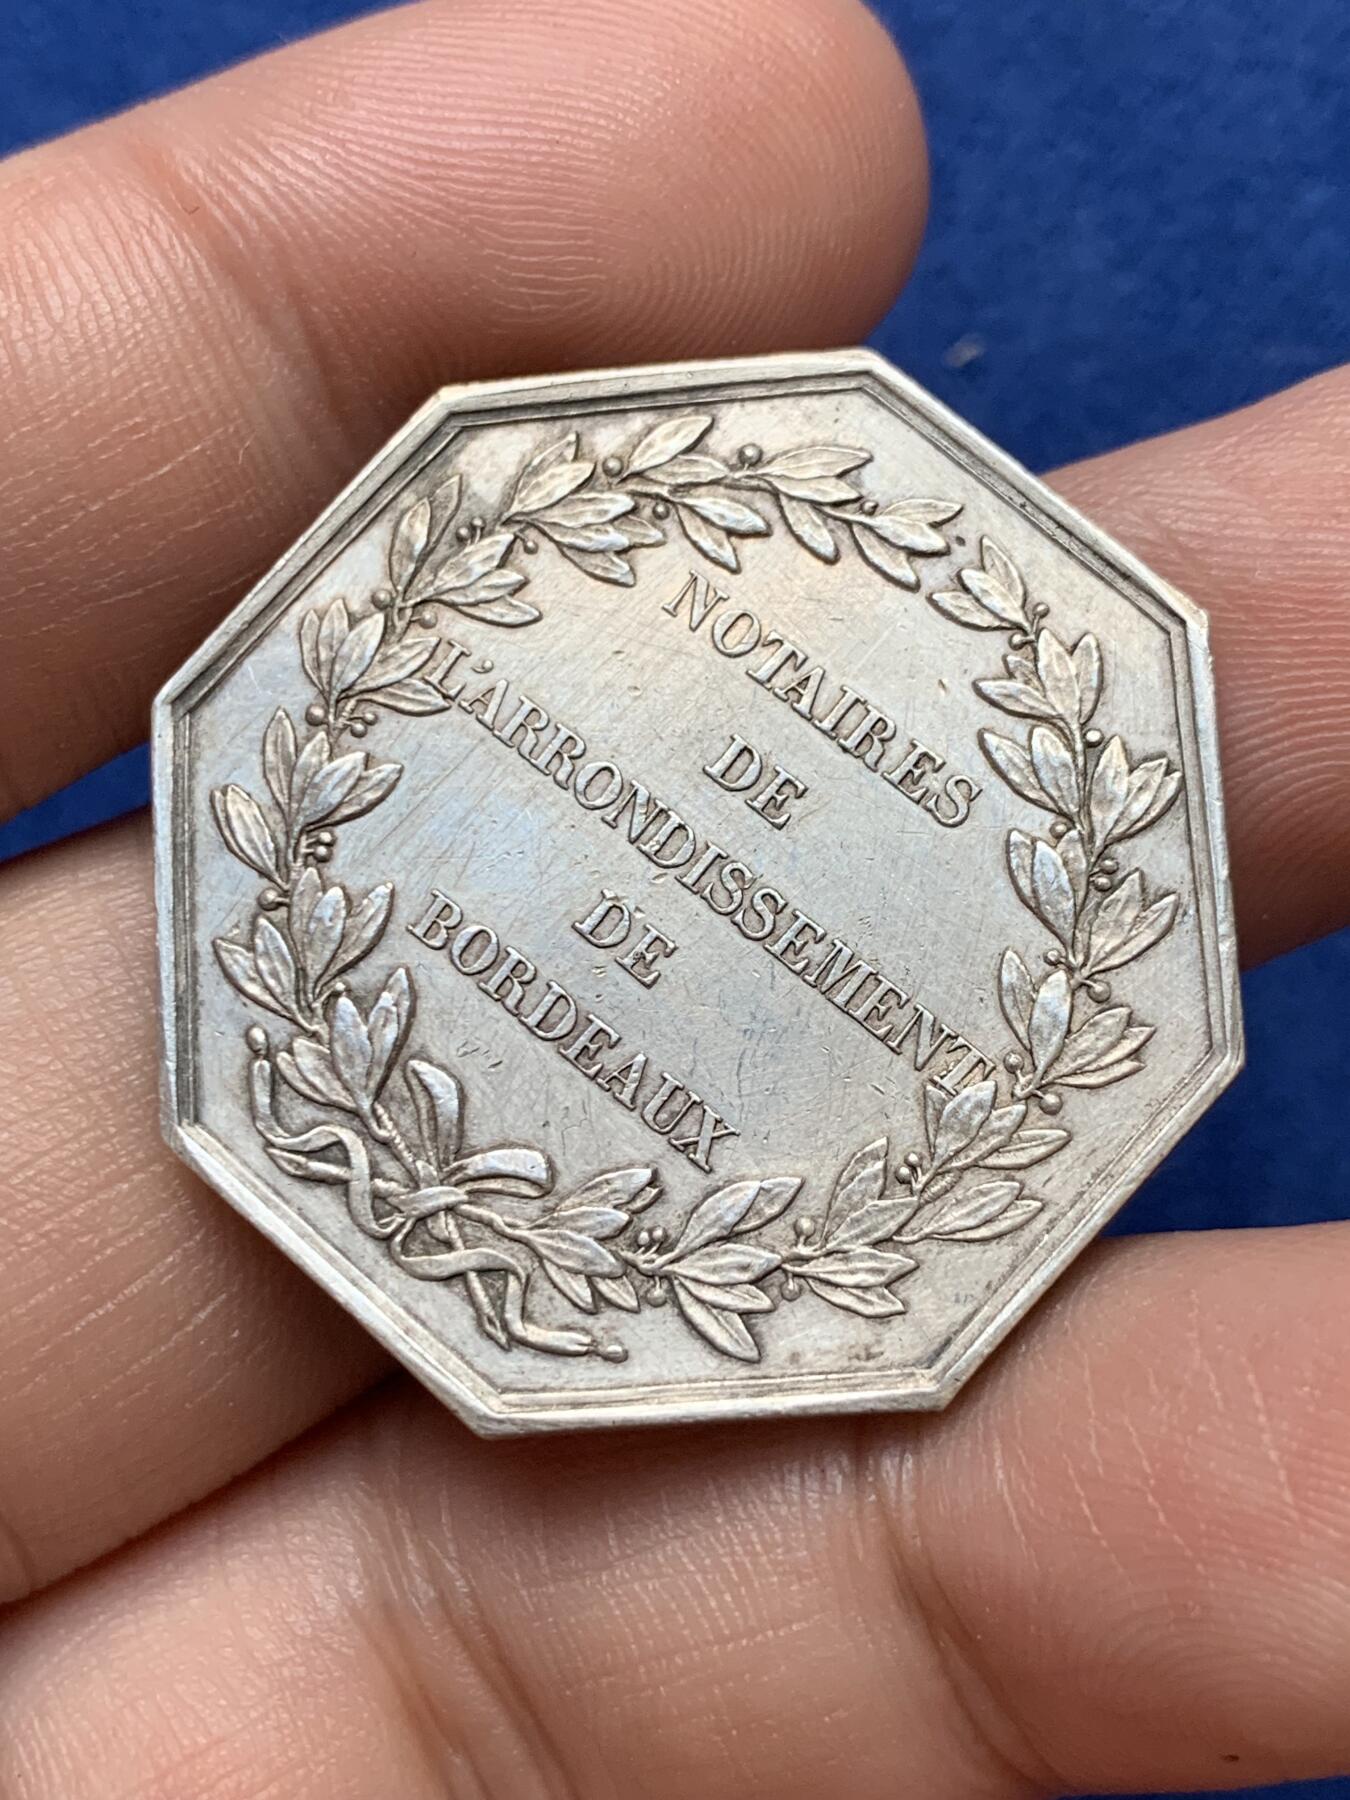 NOTAIRES
DE
L'ARRONDISSEMENT
DE
BORDEAUX